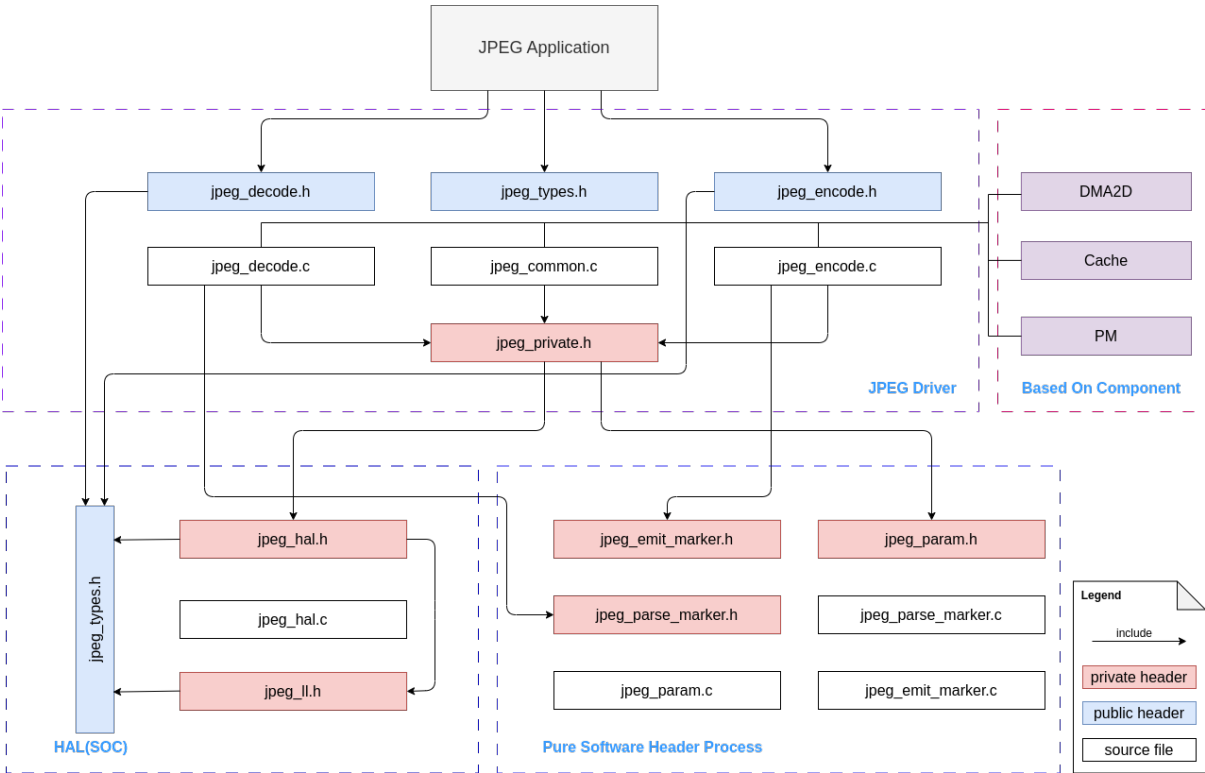 JPEG Application
jpeg_decode.h
jpeg_types.h
jpeg_encode.h
DMA2D
jpeg_decode.c
jpeg_common.c
jpeg_encode.c
Cache
jpeg_private.h
PM
JPEG Driver
Based On Component
jpeg_types.h
jpeg_hal.h
jpeg_emit_marker.h
jpeg_param.h
jpeg_hal.c
jpeg_parse_marker.h
jpeg_parse_marker.c
jpeg_ll.h
jpeg_param.c
jpeg_emit_marker.c
HAL(SOC)
Pure Software Header Process
Legend
include
private header
public header
source file